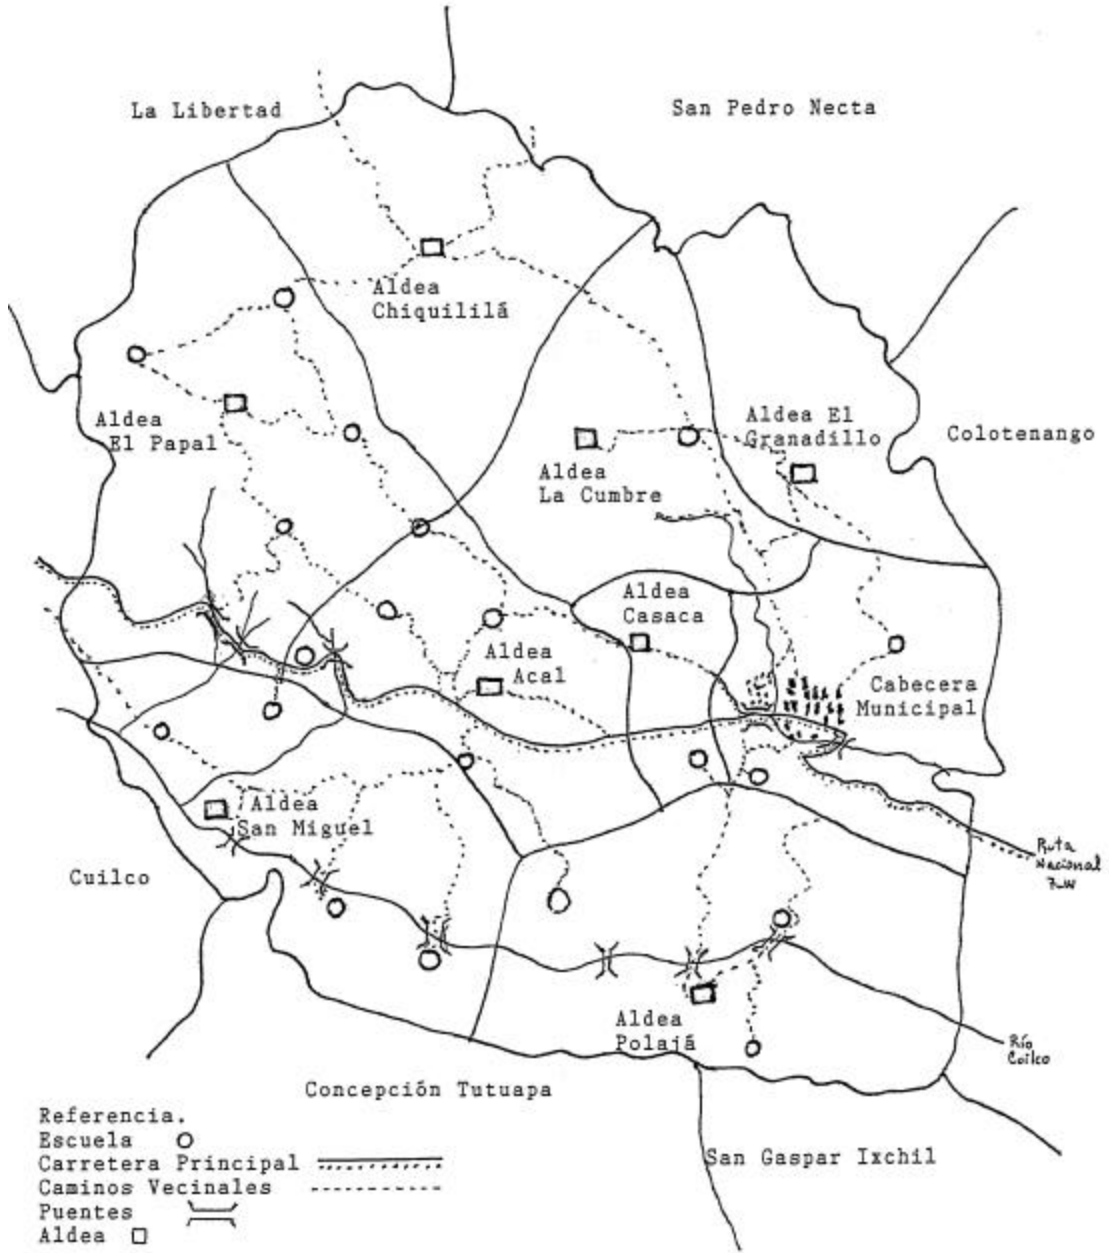 La Libertad
San Pedro Necta
Aldea
Chiquililá
Aldea
El Papal
Aldea El
Granadillo
Colotenango
Aldea
La Cumbre
Aldea
Casaca
Aldea
Acal
Cabecera
Municipal
Aldea
San Miguel
Ruta
Nacional
7-W
Cuilco
Aldea
Polajá
Río
Cuilco
Concepción Tutuapa
San Gaspar Ixchil
Referencia.
Escuela
Carretera Principal
Caminos Vecinales
Puentes
Aldea